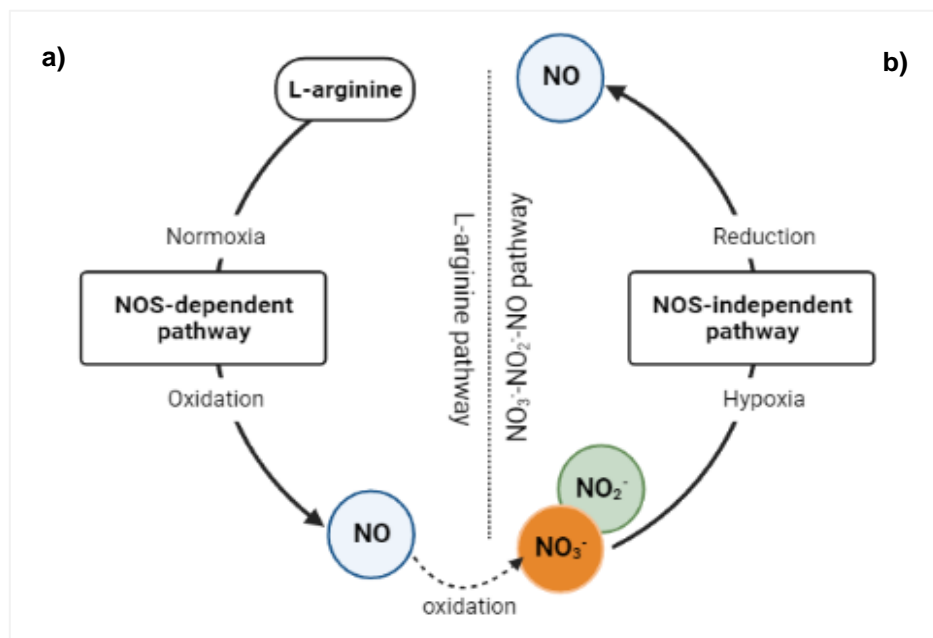 a)
L-arginine
Normoxia
NOS-dependent
pathway
Oxidation
NO
oxidation
L-arginine pathway
NO₃⁻-NO₂⁻-NO pathway
b)
NO
Reduction
NOS-independent
pathway
Hypoxia
NO₂⁻
NO₃⁻